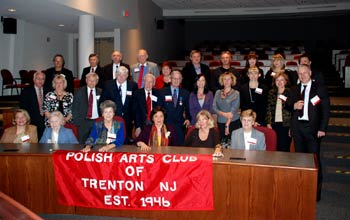 POLISH ARTS CLUB
OF
TRENTON NJ
EST. 1946